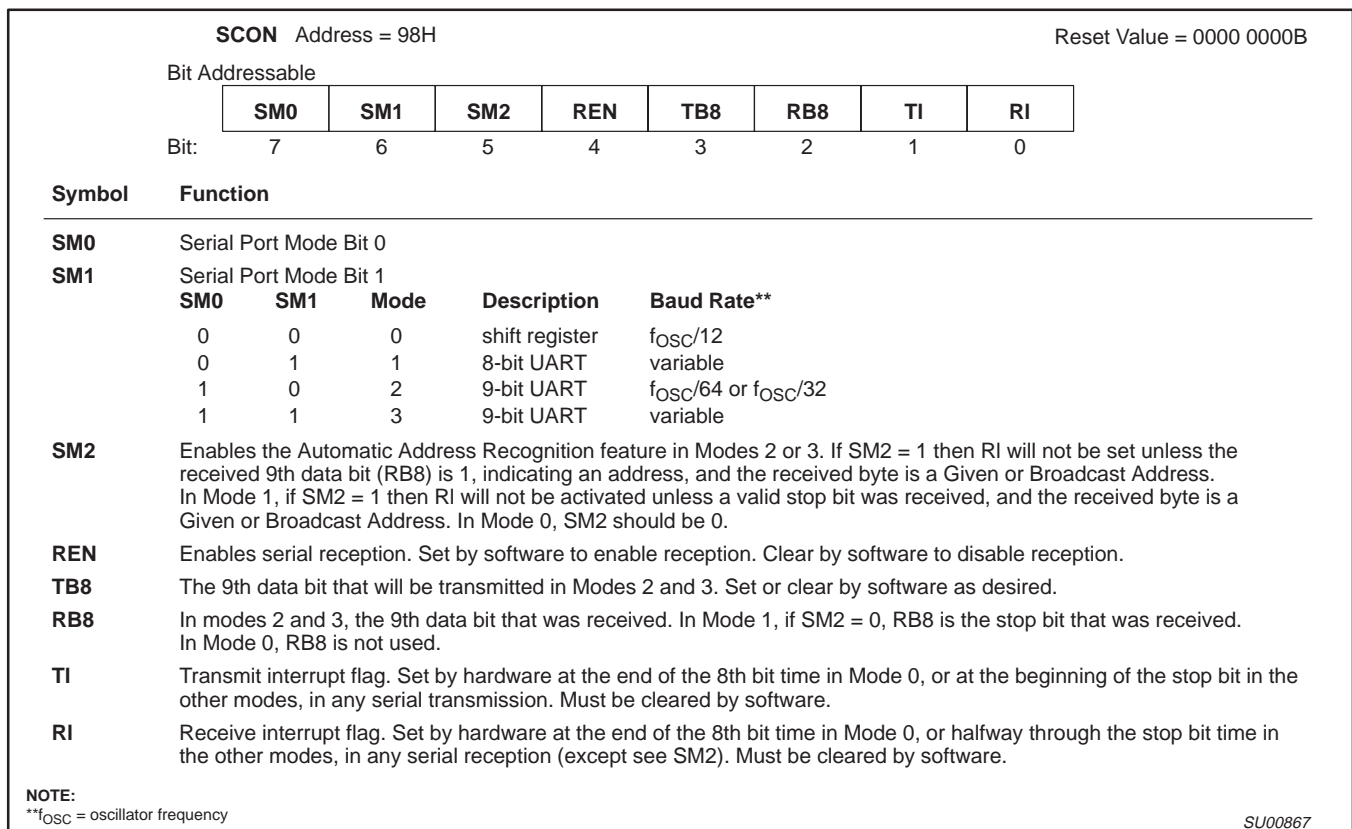 SCON Address = 98H Reset Value = 0000 0000B
Bit Addressable
SM0 SM1 SM2 REN TB8 RB8 TI RI
Bit: 7 6 5 4 3 2 1 0
Symbol Function
SM0 Serial Port Mode Bit 0
SM1 Serial Port Mode Bit 1
SM0 SM1 Mode Description Baud Rate**
0 0 0 shift register fOSC/12
0 1 1 8-bit UART variable
1 0 2 9-bit UART fOSC/64 or fOSC/32
1 1 3 9-bit UART variable
SM2 Enables the Automatic Address Recognition feature in Modes 2 or 3. If SM2 = 1 then RI will not be set unless the
received 9th data bit (RB8) is 1, indicating an address, and the received byte is a Given or Broadcast Address.
In Mode 1, if SM2 = 1 then RI will not be activated unless a valid stop bit was received, and the received byte is a
Given or Broadcast Address. In Mode 0, SM2 should be 0.
REN Enables serial reception. Set by software to enable reception. Clear by software to disable reception.
TB8 The 9th data bit that will be transmitted in Modes 2 and 3. Set or clear by software as desired.
RB8 In modes 2 and 3, the 9th data bit that was received. In Mode 1, if SM2 = 0, RB8 is the stop bit that was received.
In Mode 0, RB8 is not used.
TI Transmit interrupt flag. Set by hardware at the end of the 8th bit time in Mode 0, or at the beginning of the stop bit in the
other modes, in any serial transmission. Must be cleared by software.
RI Receive interrupt flag. Set by hardware at the end of the 8th bit time in Mode 0, or halfway through the stop bit time in
the other modes, in any serial reception (except see SM2). Must be cleared by software.
NOTE:
**fOSC = oscillator frequency
SU00867